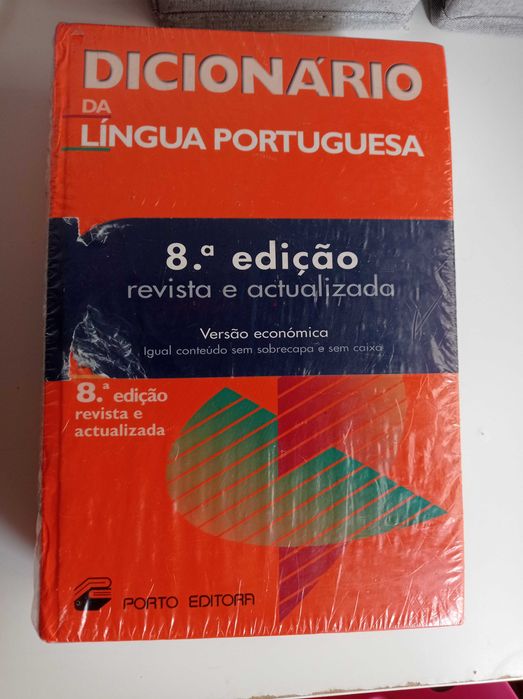 DICIONÁRIO
DA
LÍNGUA PORTUGUESA
8.ª edição
revista e actualizada
Versão económica
Igual conteúdo sem sobrecapa e sem caixa
8.ª edição
revista e
actualizada
PORTO EDITORA